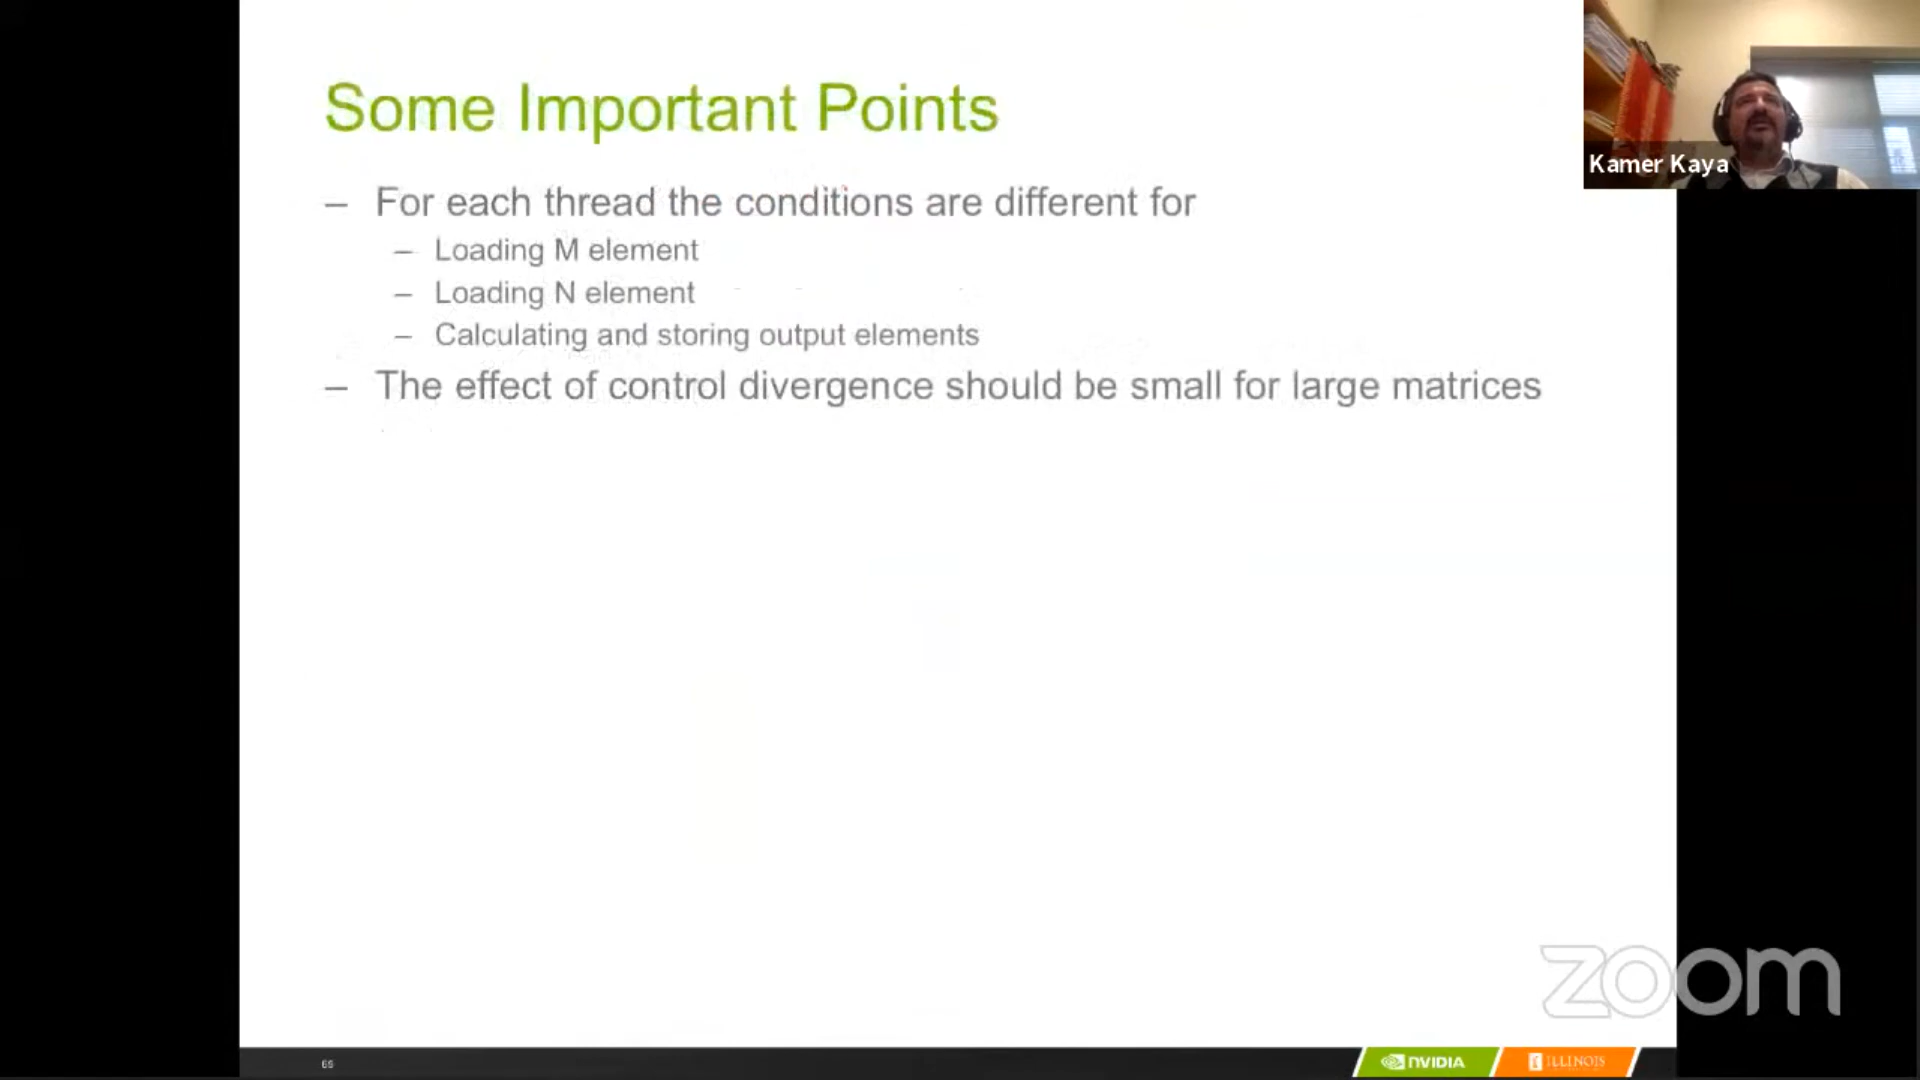 Some Important Points
– For each thread the conditions are different for
– Loading M element
– Loading N element
– Calculating and storing output elements
– The effect of control divergence should be small for large matrices
Kamer Kaya
zoom
NVIDIA
ILLINOIS